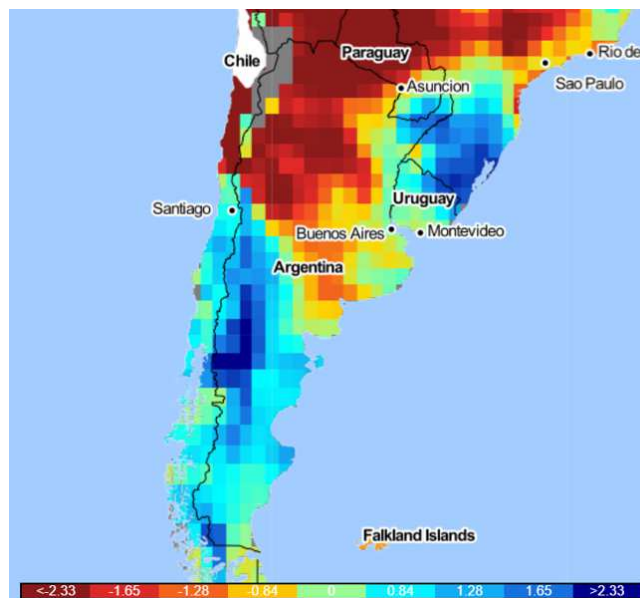 Paraguay
Chile
Rio de
Sao Paulo
Asuncion
Uruguay
Santiago
Buenos Aires
Montevideo
Argentina
Falkland Islands
<-2.33 -1.65 -1.28 -0.84 0 0.84 1.28 1.65 >2.33